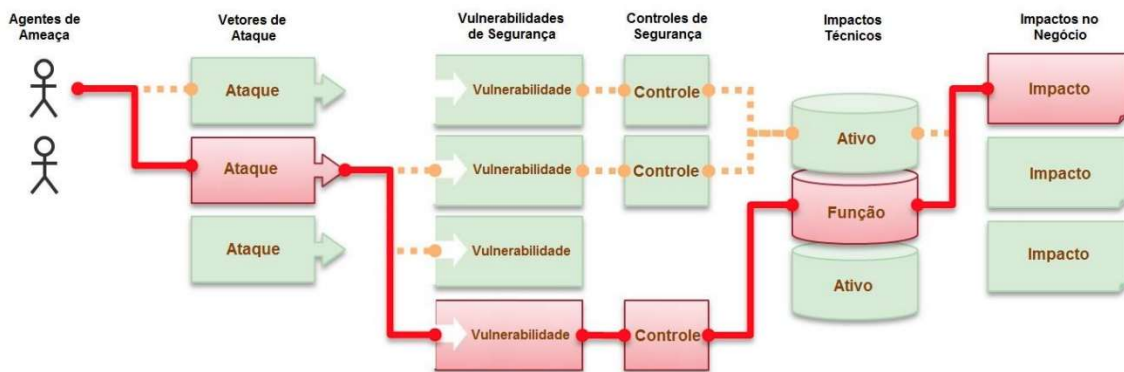 Agentes de
Ameaça
Vetores de
Ataque
Vulnerabilidades
de Segurança
Controles de
Segurança
Impactos
Técnicos
Impactos no
Negócio
Ataque
Ataque
Ataque
Vulnerabilidade
Vulnerabilidade
Vulnerabilidade
Vulnerabilidade
Controle
Controle
Controle
Ativo
Função
Ativo
Impacto
Impacto
Impacto